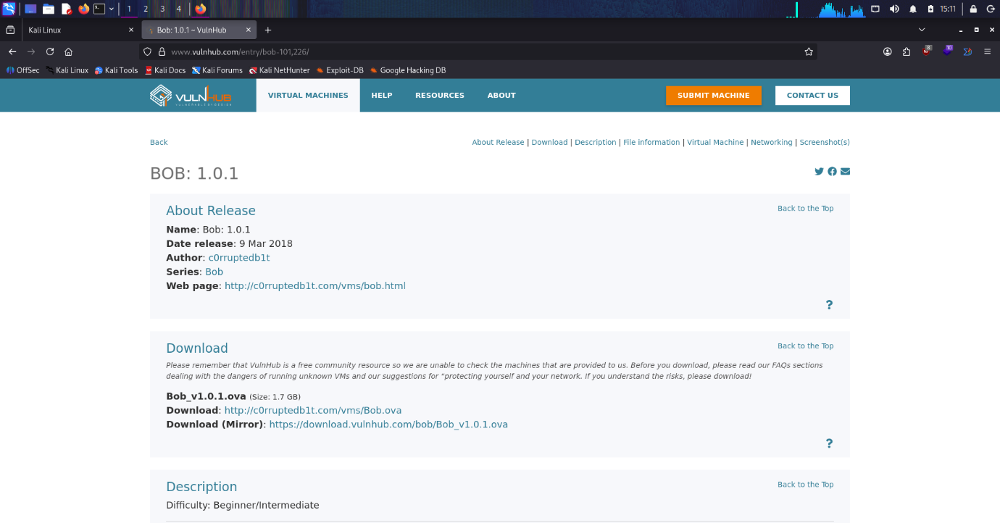 1 2 3 4 15:11
Kali Linux
Bob: 1.0.1 ~ VulnHub
www.vulnhub.com/entry/bob-101,226/
8 10
OffSec Kali Linux Kali Tools Kali Docs Kali Forums Kali NetHunter Exploit-DB Google Hacking DB
VULNHUB VIRTUAL MACHINES HELP RESOURCES ABOUT SUBMIT MACHINE CONTACT US
VULNERABLE BY DESIGN
Back About Release | Download | Description | File information | Virtual Machine | Networking | Screenshot(s)
BOB: 1.0.1
About Release Back to the Top
Name: Bob: 1.0.1
Date release: 9 Mar 2018
Author: c0rruptedb1t
Series: Bob
Web page: http://c0rruptedb1t.com/vms/bob.html
?
Download Back to the Top
Please remember that VulnHub is a free community resource so we are unable to check the machines that are provided to us. Before you download, please read our FAQs sections
dealing with the dangers of running unknown VMs and our suggestions for "protecting yourself and your network. If you understand the risks, please download!
Bob_v1.0.1.ova (Size: 1.7 GB)
Download: http://c0rruptedb1t.com/vms/Bob.ova
Download (Mirror): https://download.vulnhub.com/bob/Bob_v1.0.1.ova
?
Description Back to the Top
Difficulty: Beginner/Intermediate